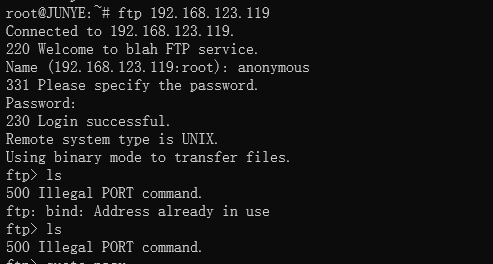 root@JUNYE:~# ftp 192.168.123.119
Connected to 192.168.123.119.
220 Welcome to blah FTP service.
Name (192.168.123.119:root): anonymous
331 Please specify the password.
Password:
230 Login successful.
Remote system type is UNIX.
Using binary mode to transfer files.
ftp> ls
500 Illegal PORT command.
ftp: bind: Address already in use
ftp> ls
500 Illegal PORT command.
ftp>